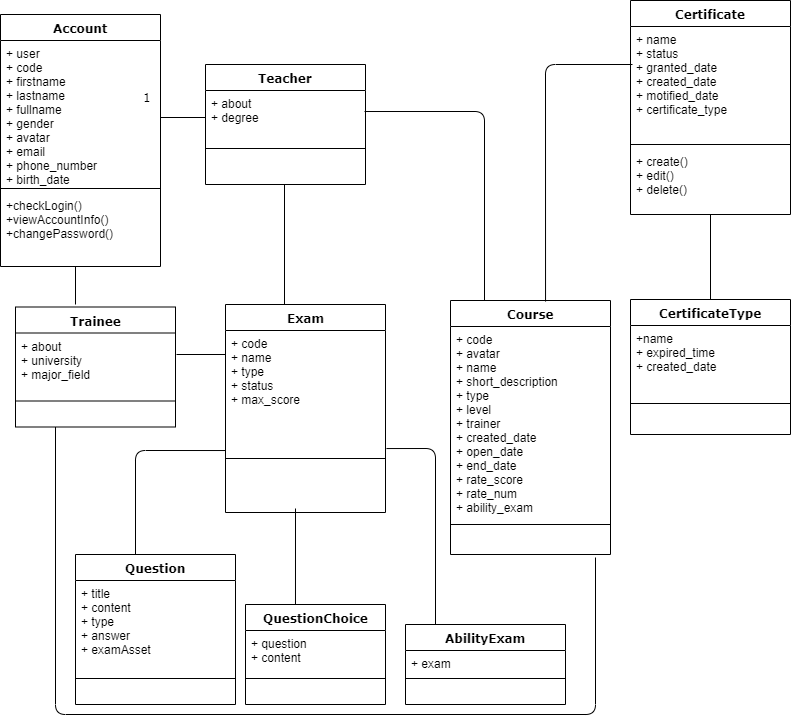 Account
+ user
+ code
+ firstname
+ lastname
1
+ fullname
+ gender
+ avatar
+ email
+ phone_number
+ birth_date
+checkLogin()
+viewAccountInfo()
+changePassword()
Teacher
+ about
+ degree
Certificate
+ name
+ status
+ granted_date
+ created_date
+ motified_date
+ certificate_type
+ create()
+ edit()
+ delete()
Trainee
+ about
+ university
+ major_field
Exam
+ code
+ name
+ type
+ status
+ max_score
Course
+ code
+ avatar
+ name
+ short_description
+ type
+ level
+ trainer
+ created_date
+ open_date
+ end_date
+ rate_score
+ rate_num
+ ability_exam
CertificateType
+name
+ expired_time
+ created_date
Question
+ title
+ content
+ type
+ answer
+ examAsset
QuestionChoice
+ question
+ content
AbilityExam
+ exam